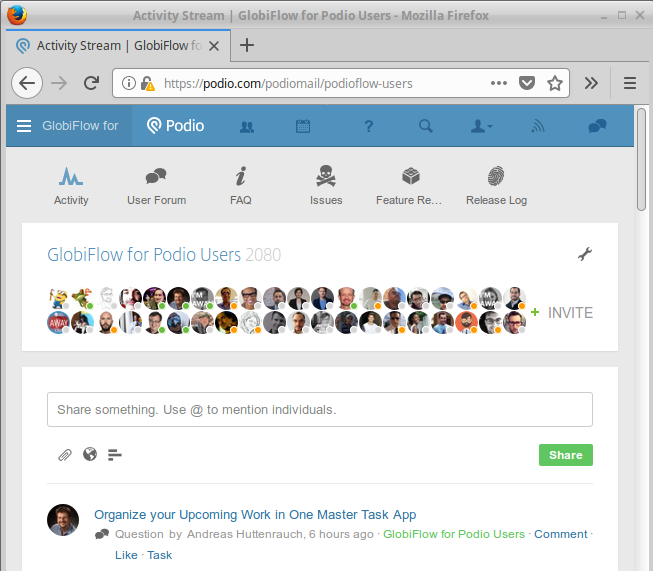 Activity Stream | GlobiFlow for Podio Users - Mozilla Firefox
Activity Stream | GlobiFlow fo
https://podio.com/podiomail/podioflow-users
GlobiFlow for Podio
Activity User Forum FAQ Issues Feature Re... Release Log
GlobiFlow for Podio Users 2080
+ INVITE
Share something. Use @ to mention individuals.
Share
Organize your Upcoming Work in One Master Task App
Question by Andreas Huttenrauch, 6 hours ago · GlobiFlow for Podio Users · Comment ·
Like · Task